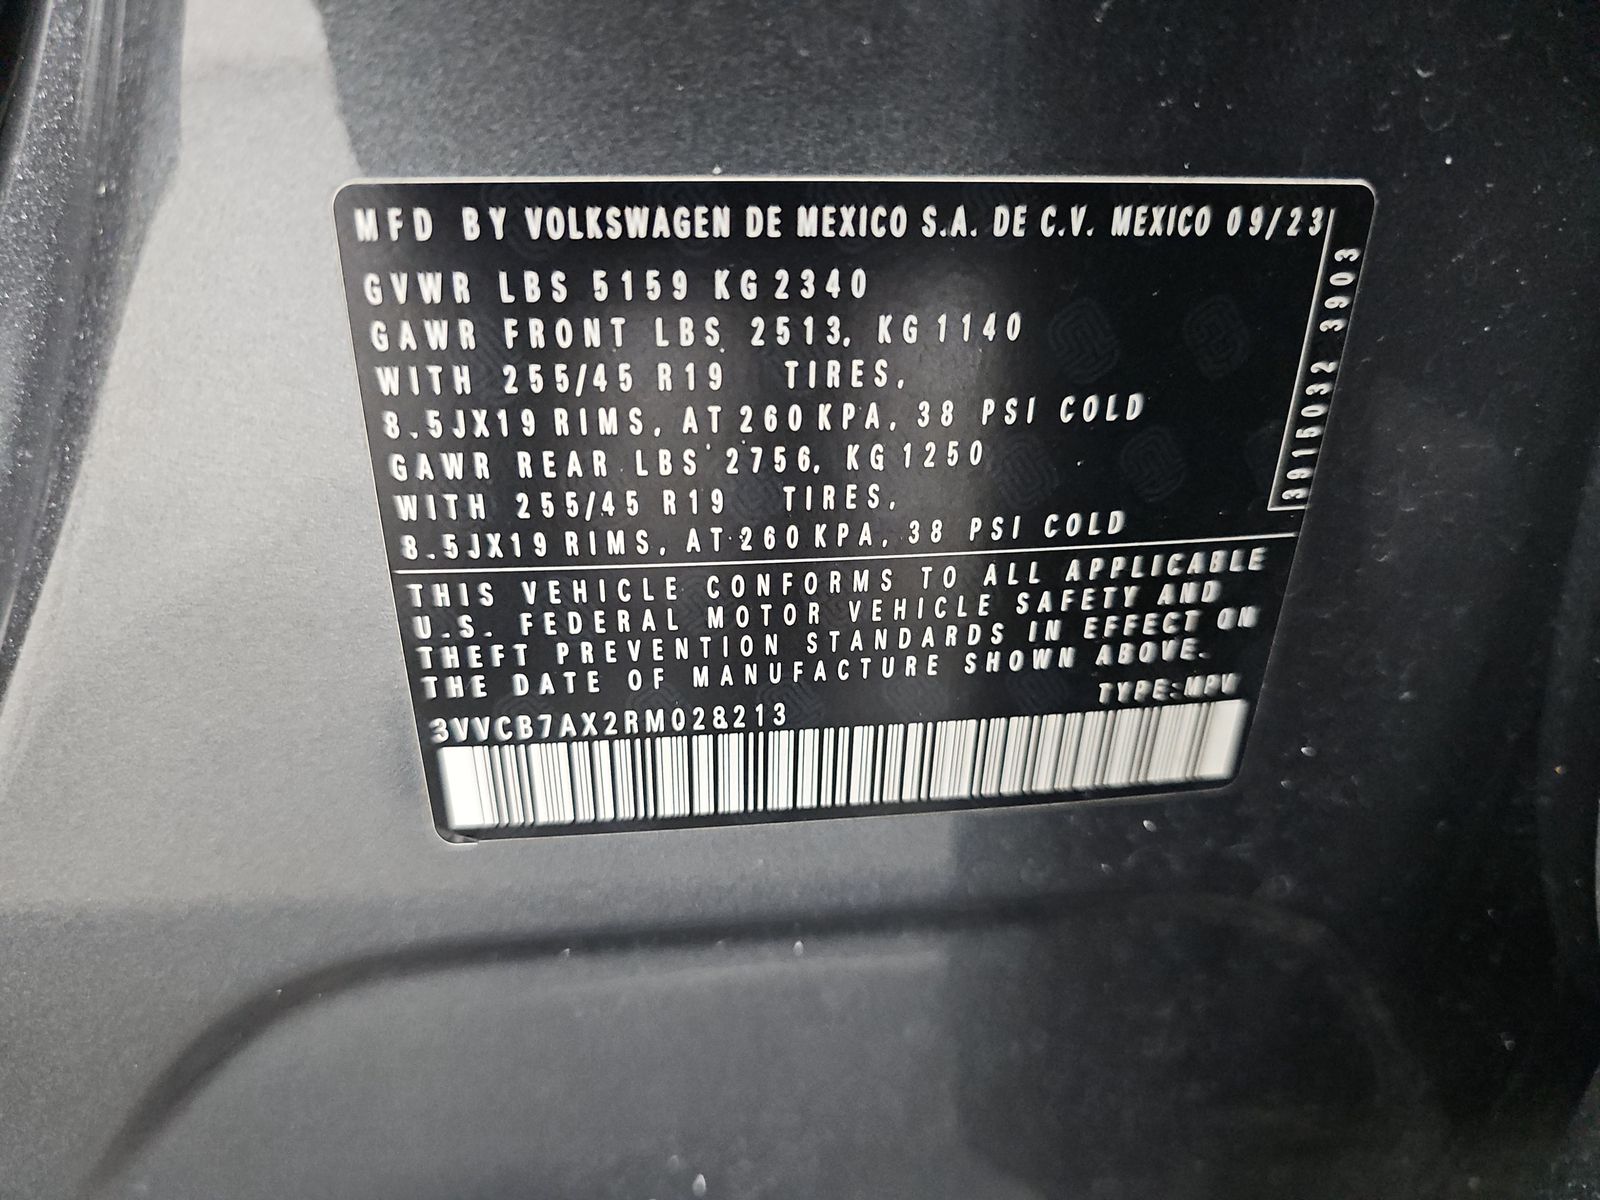 MFD BY VOLKSWAGEN DE MEXICO S.A. DE C.V. MEXICO 09/23
GVWR LBS 5159 KG 2340
GAWR FRONT LBS 2513, KG 1140
WITH 255/45 R19 TIRES,
8.5JX19 RIMS, AT 260 KPA, 38 PSI COLD
GAWR REAR LBS 2756, KG 1250
WITH 255/45 R19 TIRES,
8.5JX19 RIMS, AT 260 KPA, 38 PSI COLD
3915032 3903
THIS VEHICLE CONFORMS TO ALL APPLICABLE
U.S. FEDERAL MOTOR VEHICLE SAFETY AND
THEFT PREVENTION STANDARDS IN EFFECT ON
THE DATE OF MANUFACTURE SHOWN ABOVE.
TYPE:MPV
3VVCB7AX2RM028213